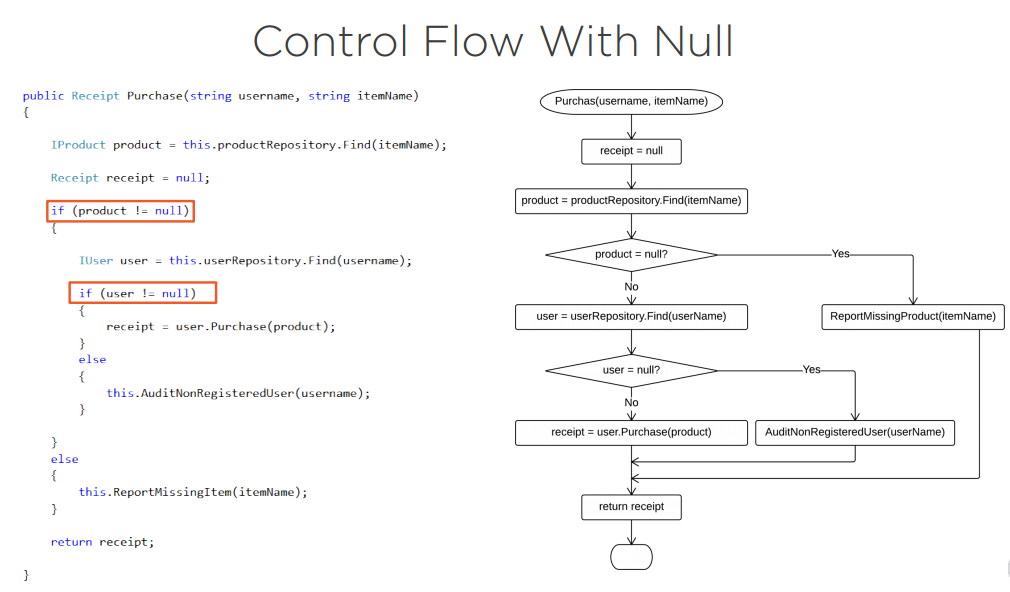 Control Flow With Null
public Receipt Purchase(string username, string itemName)
{
IProduct product = this.productRepository.Find(itemName);
Receipt receipt = null;
if (product != null)
{
IUser user = this.userRepository.Find(username);
if (user != null)
{
receipt = user.Purchase(product);
}
else
{
this.AuditNonRegisteredUser(username);
}
}
else
{
this.ReportMissingItem(itemName);
}
return receipt;
}
Purchas(username, itemName)
receipt = null
product = productRepository.Find(itemName)
product = null?
Yes
No
user = userRepository.Find(userName)
ReportMissingProduct(itemName)
user = null?
Yes
No
receipt = user.Purchase(product)
AuditNonRegisteredUser(userName)
return receipt